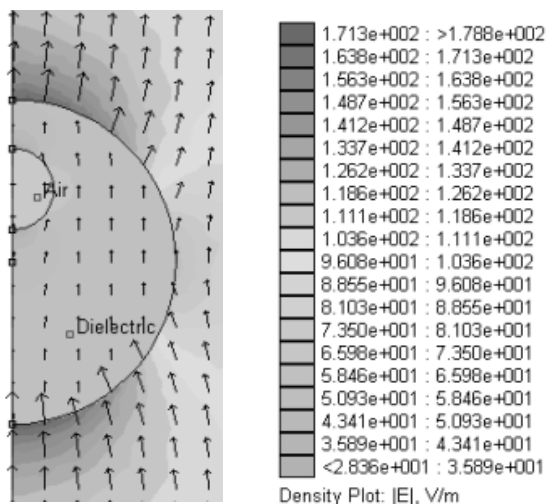 Air
Dielectric
1.713e+002 : >1.788e+002
1.638e+002 : 1.713e+002
1.563e+002 : 1.638e+002
1.487e+002 : 1.563e+002
1.412e+002 : 1.487e+002
1.337e+002 : 1.412e+002
1.262e+002 : 1.337e+002
1.186e+002 : 1.262e+002
1.111e+002 : 1.186e+002
1.036e+002 : 1.111e+002
9.608e+001 : 1.036e+002
8.855e+001 : 9.608e+001
8.103e+001 : 8.855e+001
7.350e+001 : 8.103e+001
6.598e+001 : 7.350e+001
5.846e+001 : 6.598e+001
5.093e+001 : 5.846e+001
4.341e+001 : 5.093e+001
3.589e+001 : 4.341e+001
<2.836e+001 : 3.589e+001
Density Plot: |E|, V/m